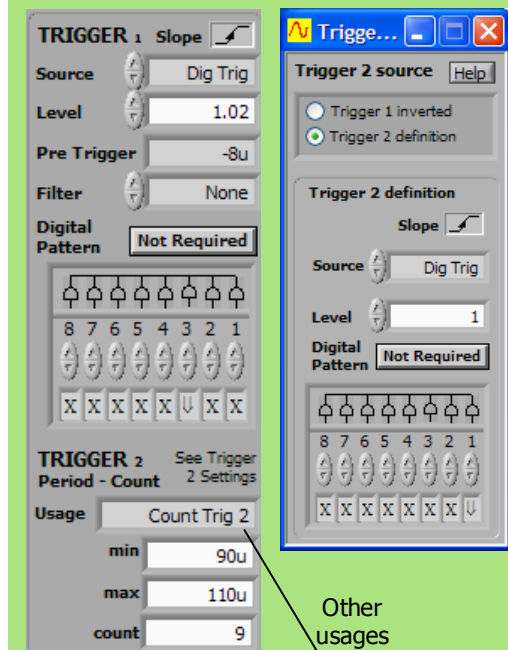 TRIGGER 1 Slope
Source Dig Trig
Level 1.02
Pre Trigger -8u
Filter None
Digital
Pattern Not Required
8 7 6 5 4 3 2 1
X X X X X ⇓ X X
TRIGGER 2 See Trigger
Period - Count 2 Settings
Usage Count Trig 2
min 90u
max 110u
count 9
Trigge...
Trigger 2 source Help
Trigger 1 inverted
Trigger 2 definition
Trigger 2 definition
Slope
Source Dig Trig
Level 1
Digital
Pattern Not Required
8 7 6 5 4 3 2 1
X X X X X X X ⇓
Other
usages